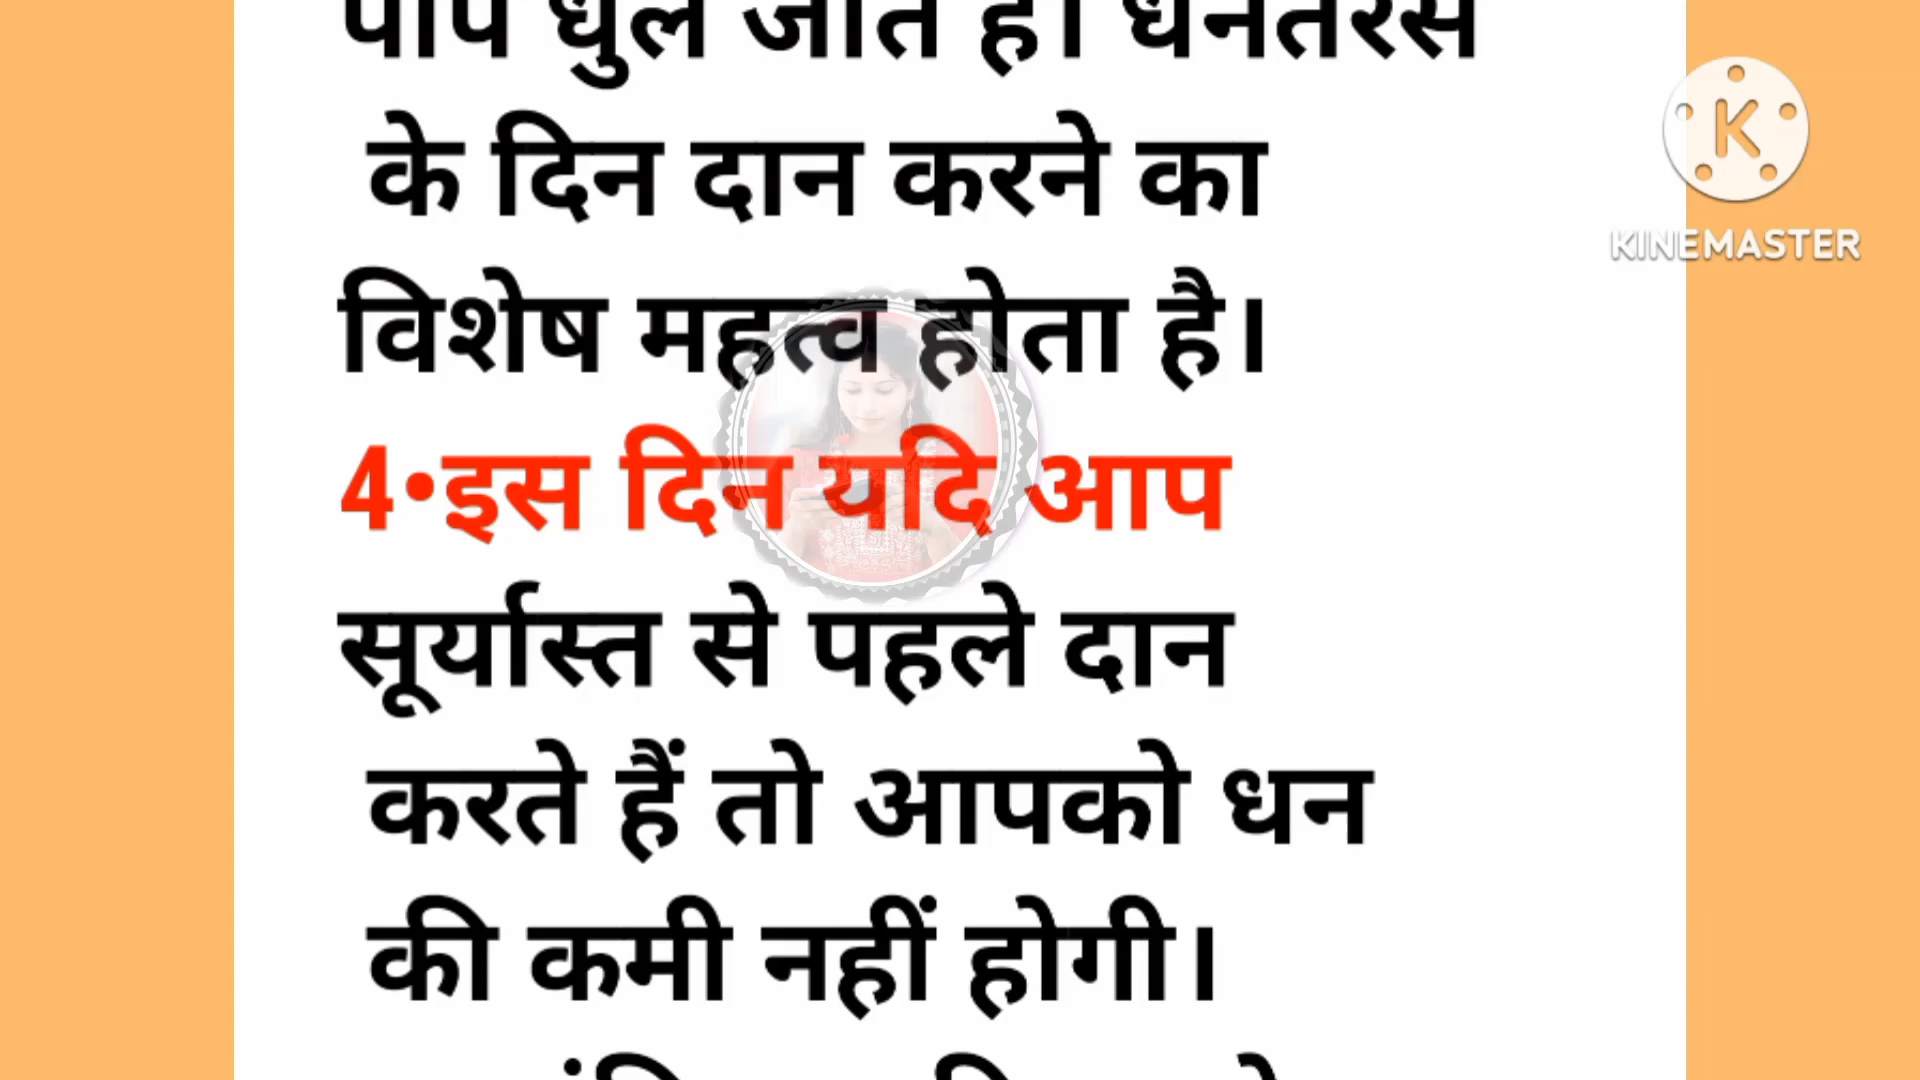 पाप धुल जाते हैं। धनतेरस
के दिन दान करने का
विशेष महत्व होता है।
4•इस दिन यदि आप
सूर्यास्त से पहले दान
करते हैं तो आपको धन
की कमी नहीं होगी।
K
KINEMASTER